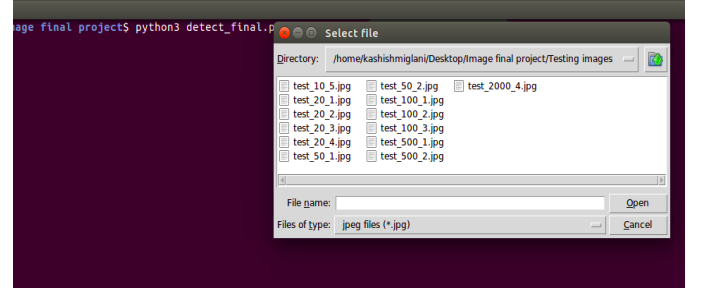 age final project$ python3 detect_final.p
Select file
Directory: /home/kashishmiglani/Desktop/Image final project/Testing images
test_10_5.jpg test_50_2.jpg test_2000_4.jpg
test_20_1.jpg test_100_1.jpg
test_20_2.jpg test_100_2.jpg
test_20_3.jpg test_100_3.jpg
test_20_4.jpg test_500_1.jpg
test_50_1.jpg test_500_2.jpg
File name: Open
Files of type: jpeg files (*.jpg) Cancel